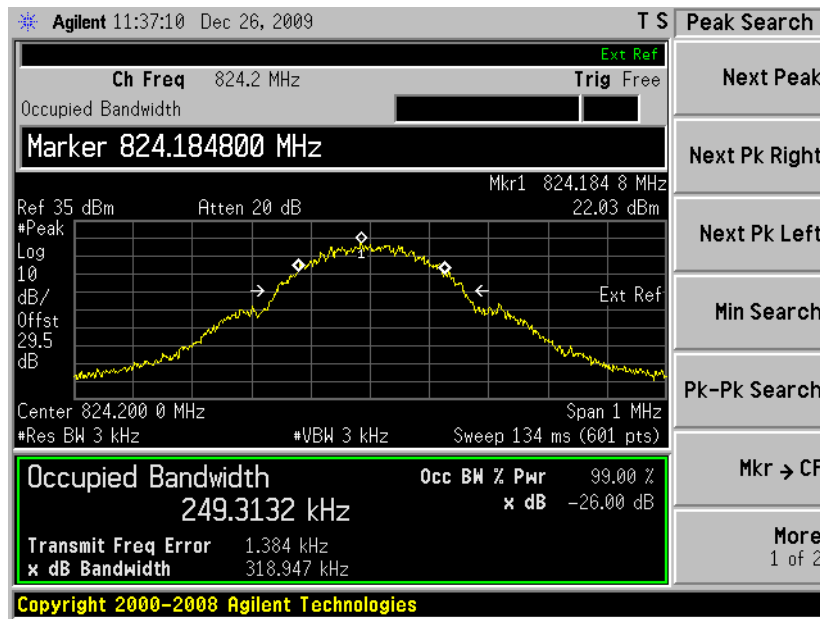 Agilent 11:37:10 Dec 26, 2009 T S
Peak Search
Ext Ref
Ch Freq 824.2 MHz Trig Free
Occupied Bandwidth
Marker 824.184800 MHz
Mkr1 824.184 8 MHz
Ref 35 dBm Atten 20 dB 22.03 dBm
#Peak
Log
10
dB/
Offst
29.5
dB
1
Ext Ref
Center 824.200 0 MHz Span 1 MHz
#Res BW 3 kHz #VBW 3 kHz Sweep 134 ms (601 pts)
Occupied Bandwidth Occ BW % Pwr 99.00 %
249.3132 kHz x dB -26.00 dB
Transmit Freq Error 1.384 kHz
x dB Bandwidth 318.947 kHz
Next Peak
Next Pk Right
Next Pk Left
Min Search
Pk-Pk Search
Mkr → CF
More
1 of 2
Copyright 2000-2008 Agilent Technologies